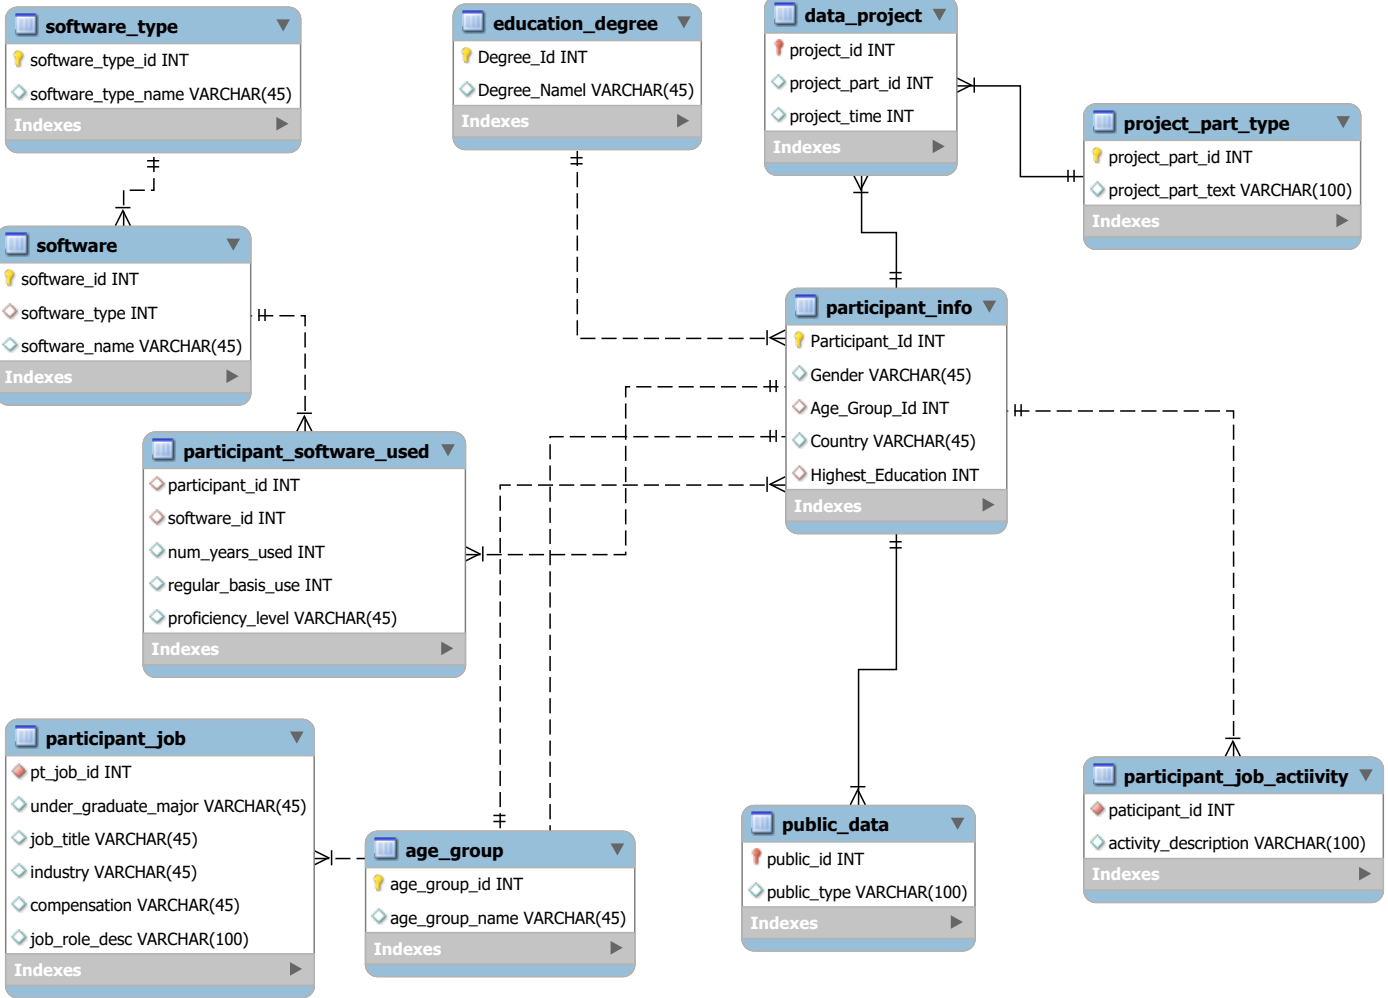 software_type
software_type_id INT
software_type_name VARCHAR(45)
Indexes
education_degree
Degree_Id INT
Degree_Namel VARCHAR(45)
Indexes
data_project
project_id INT
project_part_id INT
project_time INT
Indexes
project_part_type
project_part_id INT
project_part_text VARCHAR(100)
Indexes
software
software_id INT
software_type INT
software_name VARCHAR(45)
Indexes
participant_info
Participant_Id INT
Gender VARCHAR(45)
Age_Group_Id INT
Country VARCHAR(45)
Highest_Education INT
Indexes
participant_software_used
participant_id INT
software_id INT
num_years_used INT
regular_basis_use INT
proficiency_level VARCHAR(45)
Indexes
participant_job
pt_job_id INT
under_graduate_major VARCHAR(45)
job_title VARCHAR(45)
industry VARCHAR(45)
compensation VARCHAR(45)
job_role_desc VARCHAR(100)
Indexes
age_group
age_group_id INT
age_group_name VARCHAR(45)
Indexes
public_data
public_id INT
public_type VARCHAR(100)
Indexes
participant_job_actiivity
paticipant_id INT
activity_description VARCHAR(100)
Indexes